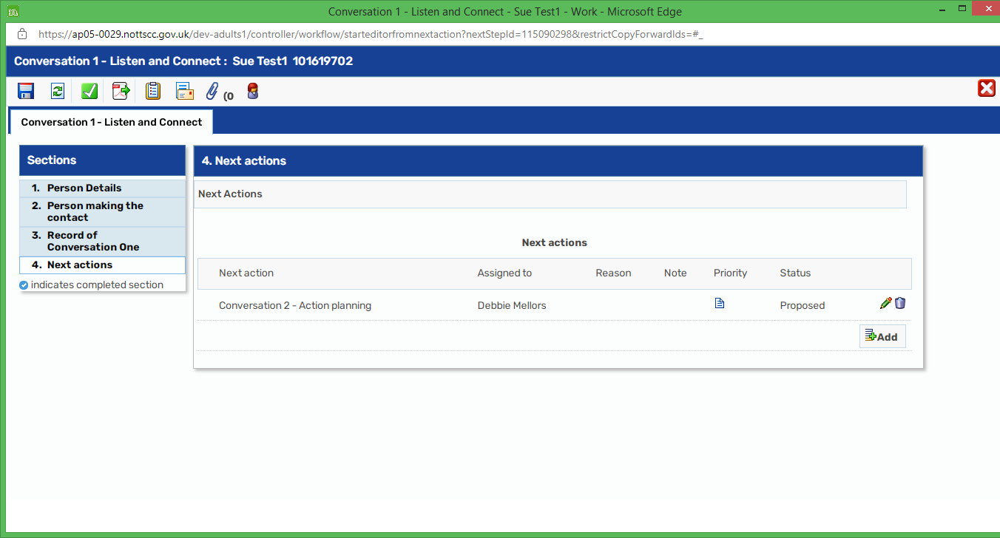 Conversation 1 - Listen and Connect - Sue Test1 - Work - Microsoft Edge
https://ap05-0029.nottscc.gov.uk/dev-adults1/controller/workflow/starteditorfromnextaction?nextStepId=115090298&restrictCopyForwardIds=#_
Conversation 1 - Listen and Connect : Sue Test1 101619702
(0
Conversation 1 - Listen and Connect
Sections
1. Person Details
2. Person making the
contact
3. Record of
Conversation One
4. Next actions
indicates completed section
4. Next actions
Next Actions
Next actions
Next action Assigned to Reason Note Priority Status
Conversation 2 - Action planning Debbie Mellors Proposed
Add